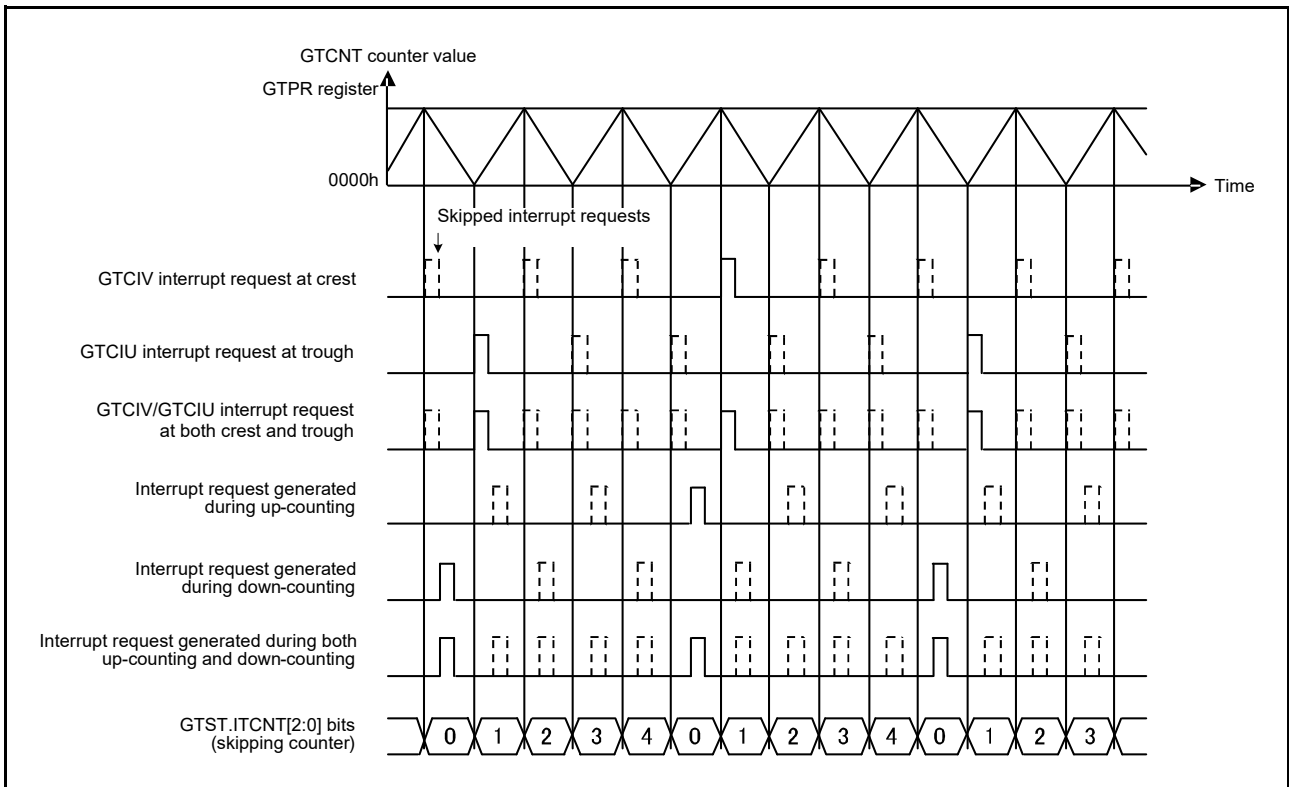 GTCNT counter value
GTPR register
0000h
Time
Skipped interrupt requests
GTCIV interrupt request at crest
GTCIU interrupt request at trough
GTCIV/GTCIU interrupt request
at both crest and trough
Interrupt request generated
during up-counting
Interrupt request generated
during down-counting
Interrupt request generated during both
up-counting and down-counting
GTST.ITCNT[2:0] bits
(skipping counter)
0 1 2 3 4 0 1 2 3 4 0 1 2 3